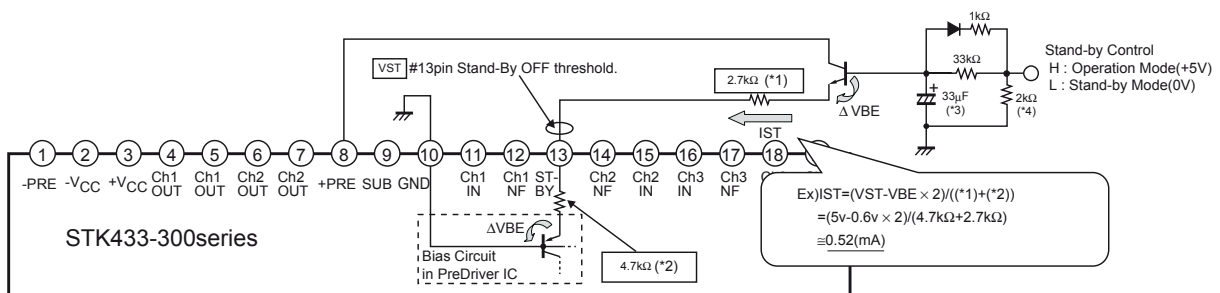 1kΩ
VST #13pin Stand-By OFF threshold.
33kΩ
Stand-by Control
H : Operation Mode(+5V)
L : Stand-by Mode(0V)
2.7kΩ (*1)
ΔVBE
+
33μF
(*3)
2kΩ
(*4)
IST
1 2 3 4 5 6 7 8 9 10 11 12 13 14 15 16 17 18
-PRE -VCC +VCC Ch1 OUT Ch1 OUT Ch2 OUT Ch2 OUT +PRE SUB GND Ch1 IN Ch1 NF ST-BY Ch2 NF Ch2 IN Ch3 IN Ch3 NF
Ex)IST=(VST-VBE × 2)/((*1)+(*2))
=(5v-0.6v × 2)/(4.7kΩ+2.7kΩ)
≅0.52(mA)
STK433-300series
ΔVBE
Bias Circuit
in PreDriver IC
4.7kΩ (*2)